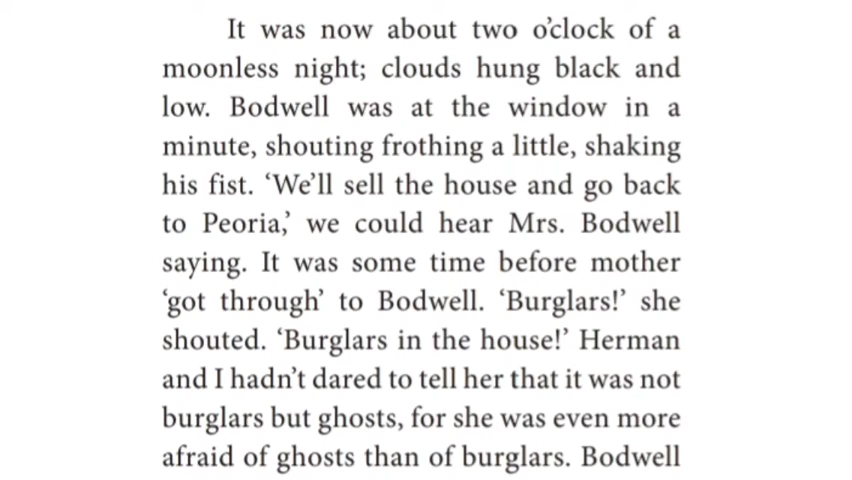 It was now about two o’clock of a
moonless night; clouds hung black and
low. Bodwell was at the window in a
minute, shouting frothing a little, shaking
his fist. ‘We’ll sell the house and go back
to Peoria,’ we could hear Mrs. Bodwell
saying. It was some time before mother
‘got through’ to Bodwell. ‘Burglars!’ she
shouted. ‘Burglars in the house!’ Herman
and I hadn’t dared to tell her that it was not
burglars but ghosts, for she was even more
afraid of ghosts than of burglars. Bodwell